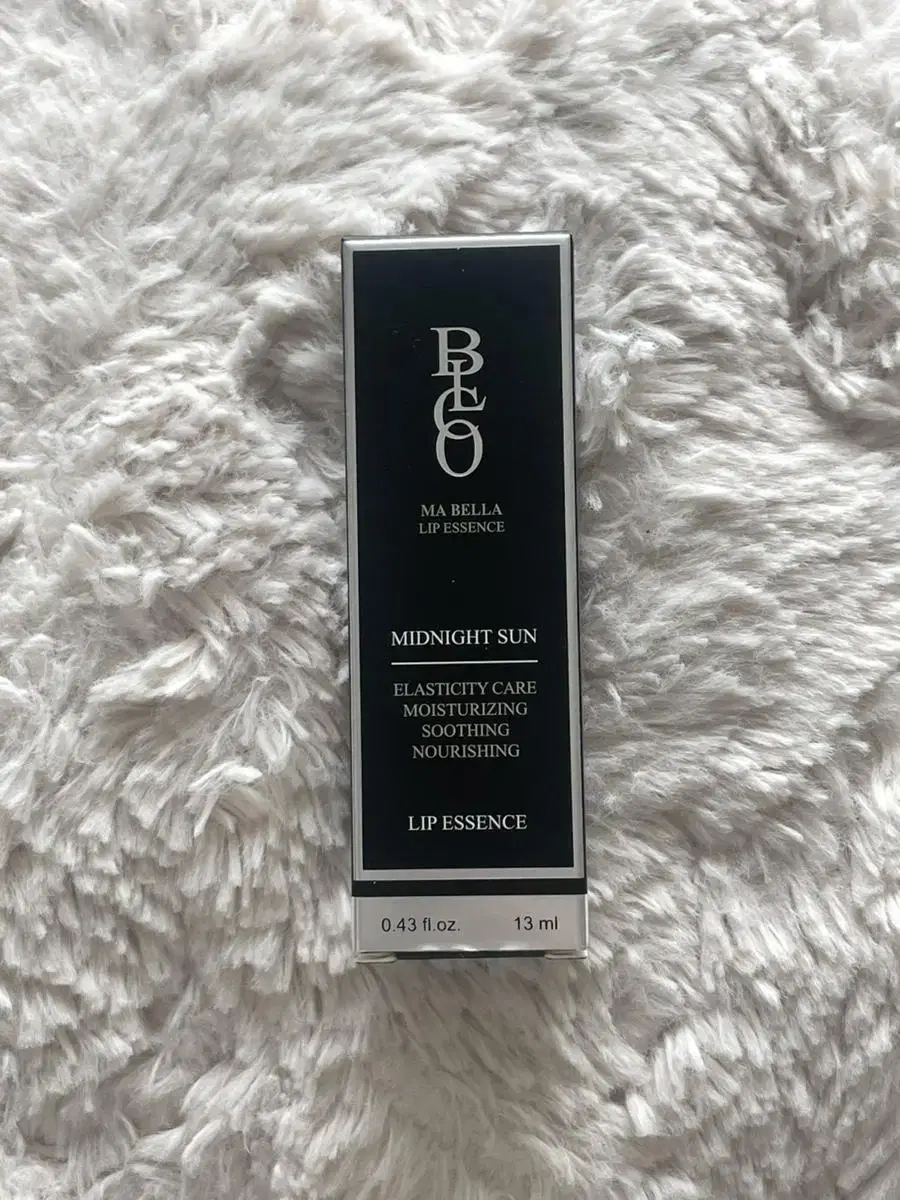 BLCO
MA BELLA
LIP ESSENCE
MIDNIGHT SUN
ELASTICITY CARE
MOISTURIZING
SOOTHING
NOURISHING
LIP ESSENCE
0.43 fl.oz. 13 ml